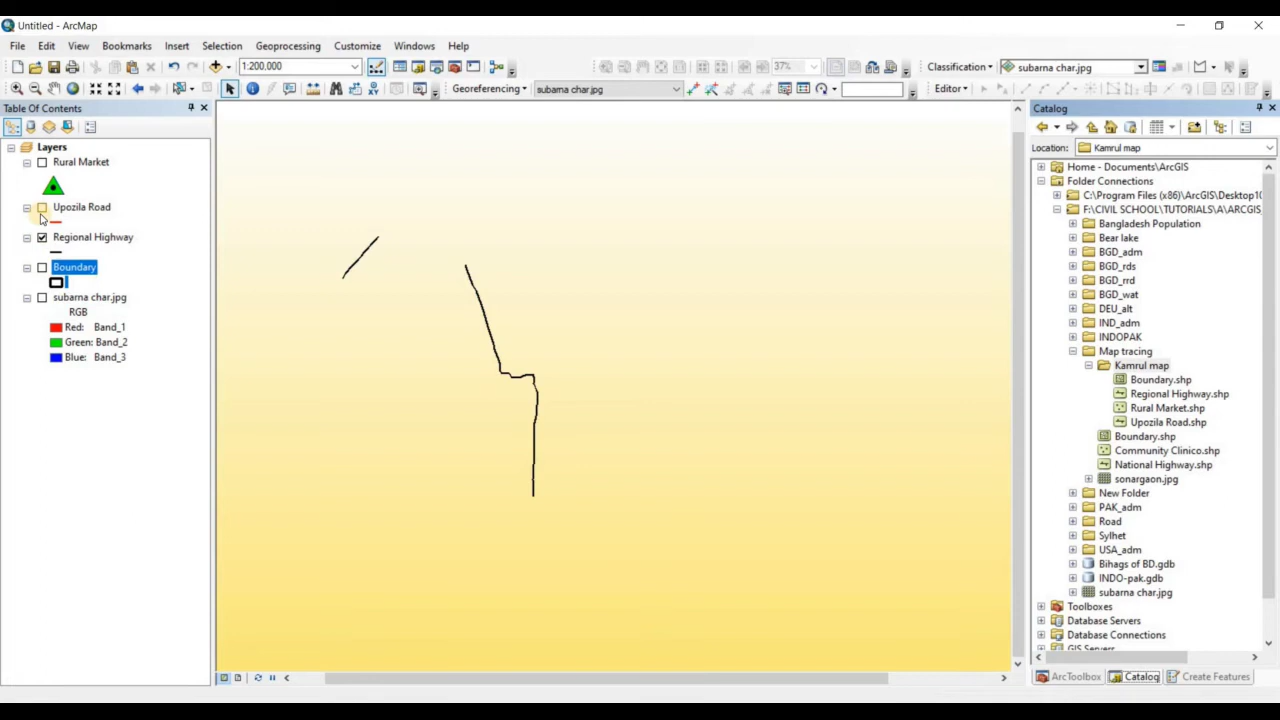 Untitled - ArcMap
File Edit View Bookmarks Insert Selection Geoprocessing Customize Windows Help
1:200,000 37% Classification subarna char.jpg
Georeferencing subarna char.jpg Editor
Table Of Contents
Layers
Rural Market
Upozila Road
Regional Highway
Boundary
subarna char.jpg
RGB
Red: Band_1
Green: Band_2
Blue: Band_3
Catalog
Location: Kamrul map
Home - Documents\ArcGIS
Folder Connections
C:\Program Files (x86)\ArcGIS\Desktop10
F:\CIVIL SCHOOL\TUTORIALS\A\ARCGIS_
Bangladesh Population
Bear lake
BGD_adm
BGD_rds
BGD_rrd
BGD_wat
DEU_alt
IND_adm
INDOPAK
Map tracing
Kamrul map
Boundary.shp
Regional Highway.shp
Rural Market.shp
Upozila Road.shp
Boundary.shp
Community Clinico.shp
National Highway.shp
sonargaon.jpg
New Folder
PAK_adm
Road
Sylhet
USA_adm
Bihags of BD.gdb
INDO-pak.gdb
subarna char.jpg
Toolboxes
Database Servers
Database Connections
GIS Servers
ArcToolbox Catalog Create Features